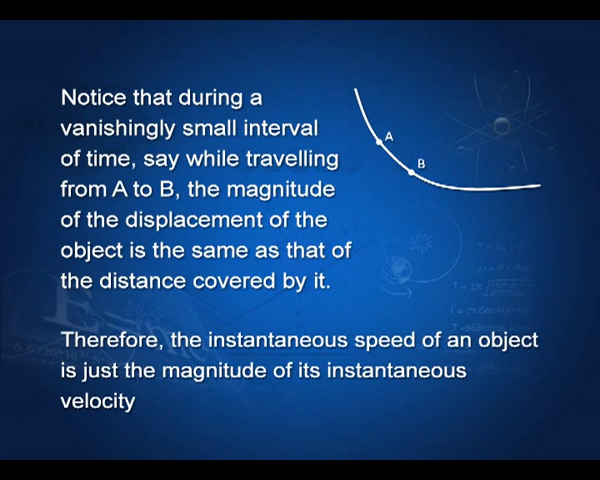 Notice that during a
vanishingly small interval
of time, say while travelling
from A to B, the magnitude
of the displacement of the
object is the same as that of
the distance covered by it.
A
B
Therefore, the instantaneous speed of an object
is just the magnitude of its instantaneous
velocity